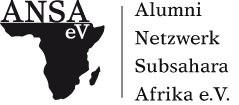 ANSA
eV
Alumni
Netzwerk
Subsahara
Afrika e.V.